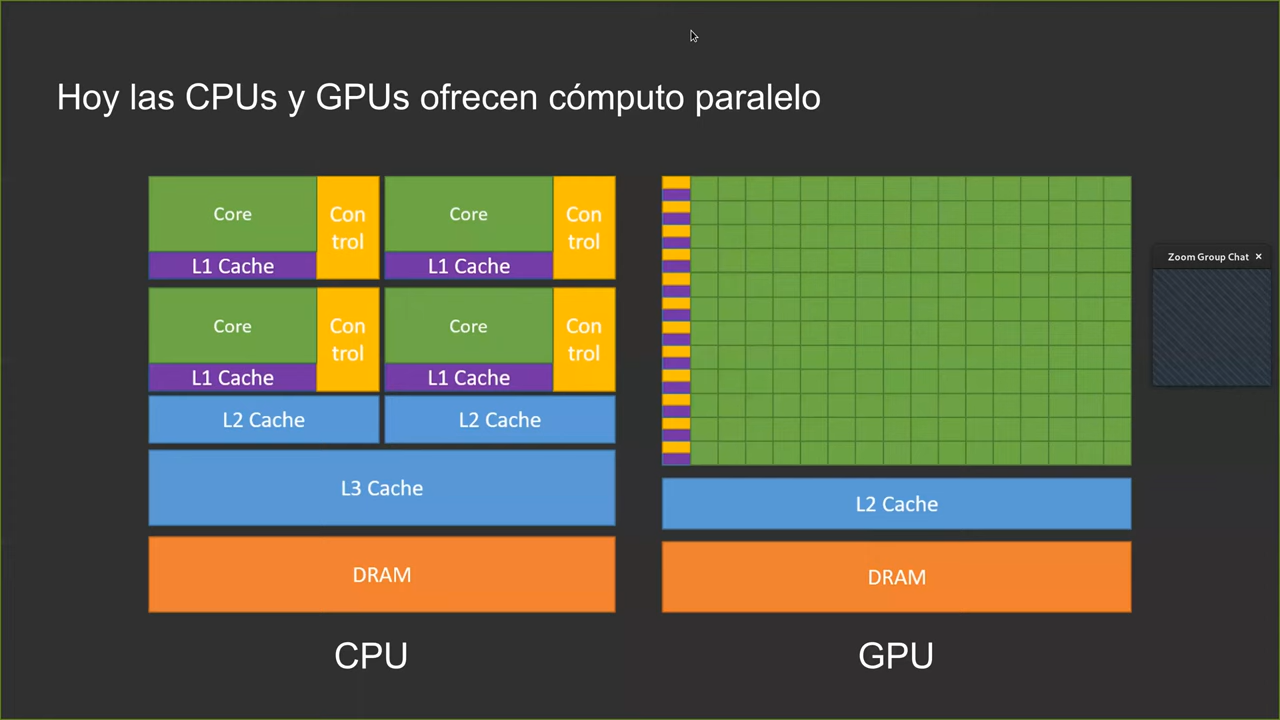 Hoy las CPUs y GPUs ofrecen cómputo paralelo
Core
Con
trol
L1 Cache
Core
Con
trol
L1 Cache
Core
Con
trol
L1 Cache
Core
Con
trol
L1 Cache
L2 Cache
L2 Cache
L3 Cache
DRAM
CPU
L2 Cache
DRAM
GPU
Zoom Group Chat